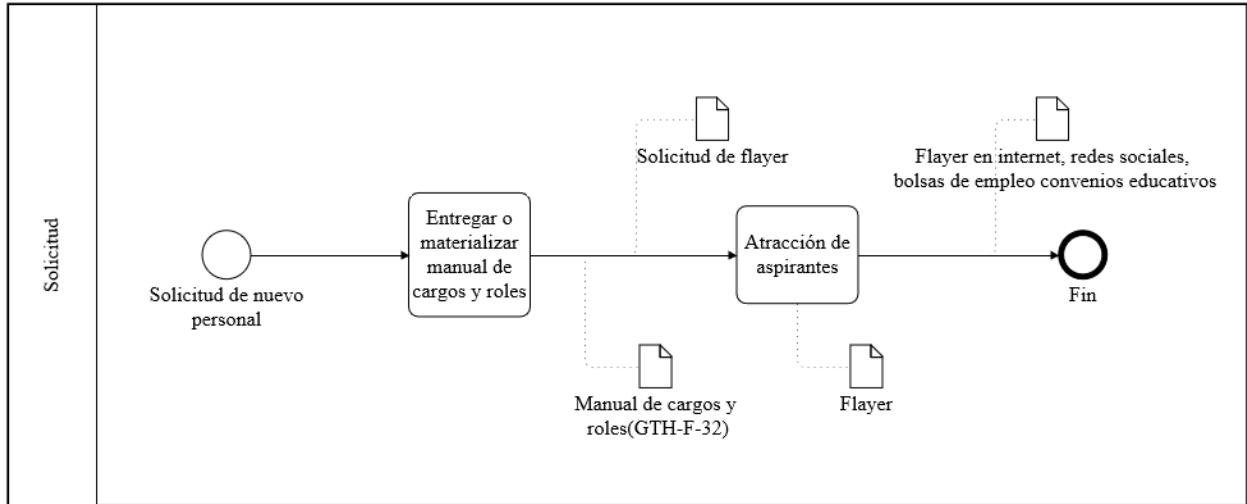 Solicitud
Solicitud de nuevo
personal
Entregar o
materializar
manual de
cargos y roles
Solicitud de flayer
Manual de cargos y
roles(GTH-F-32)
Atracción de
aspirantes
Flayer
Flayer en internet, redes sociales,
bolsas de empleo convenios educativos
Fin